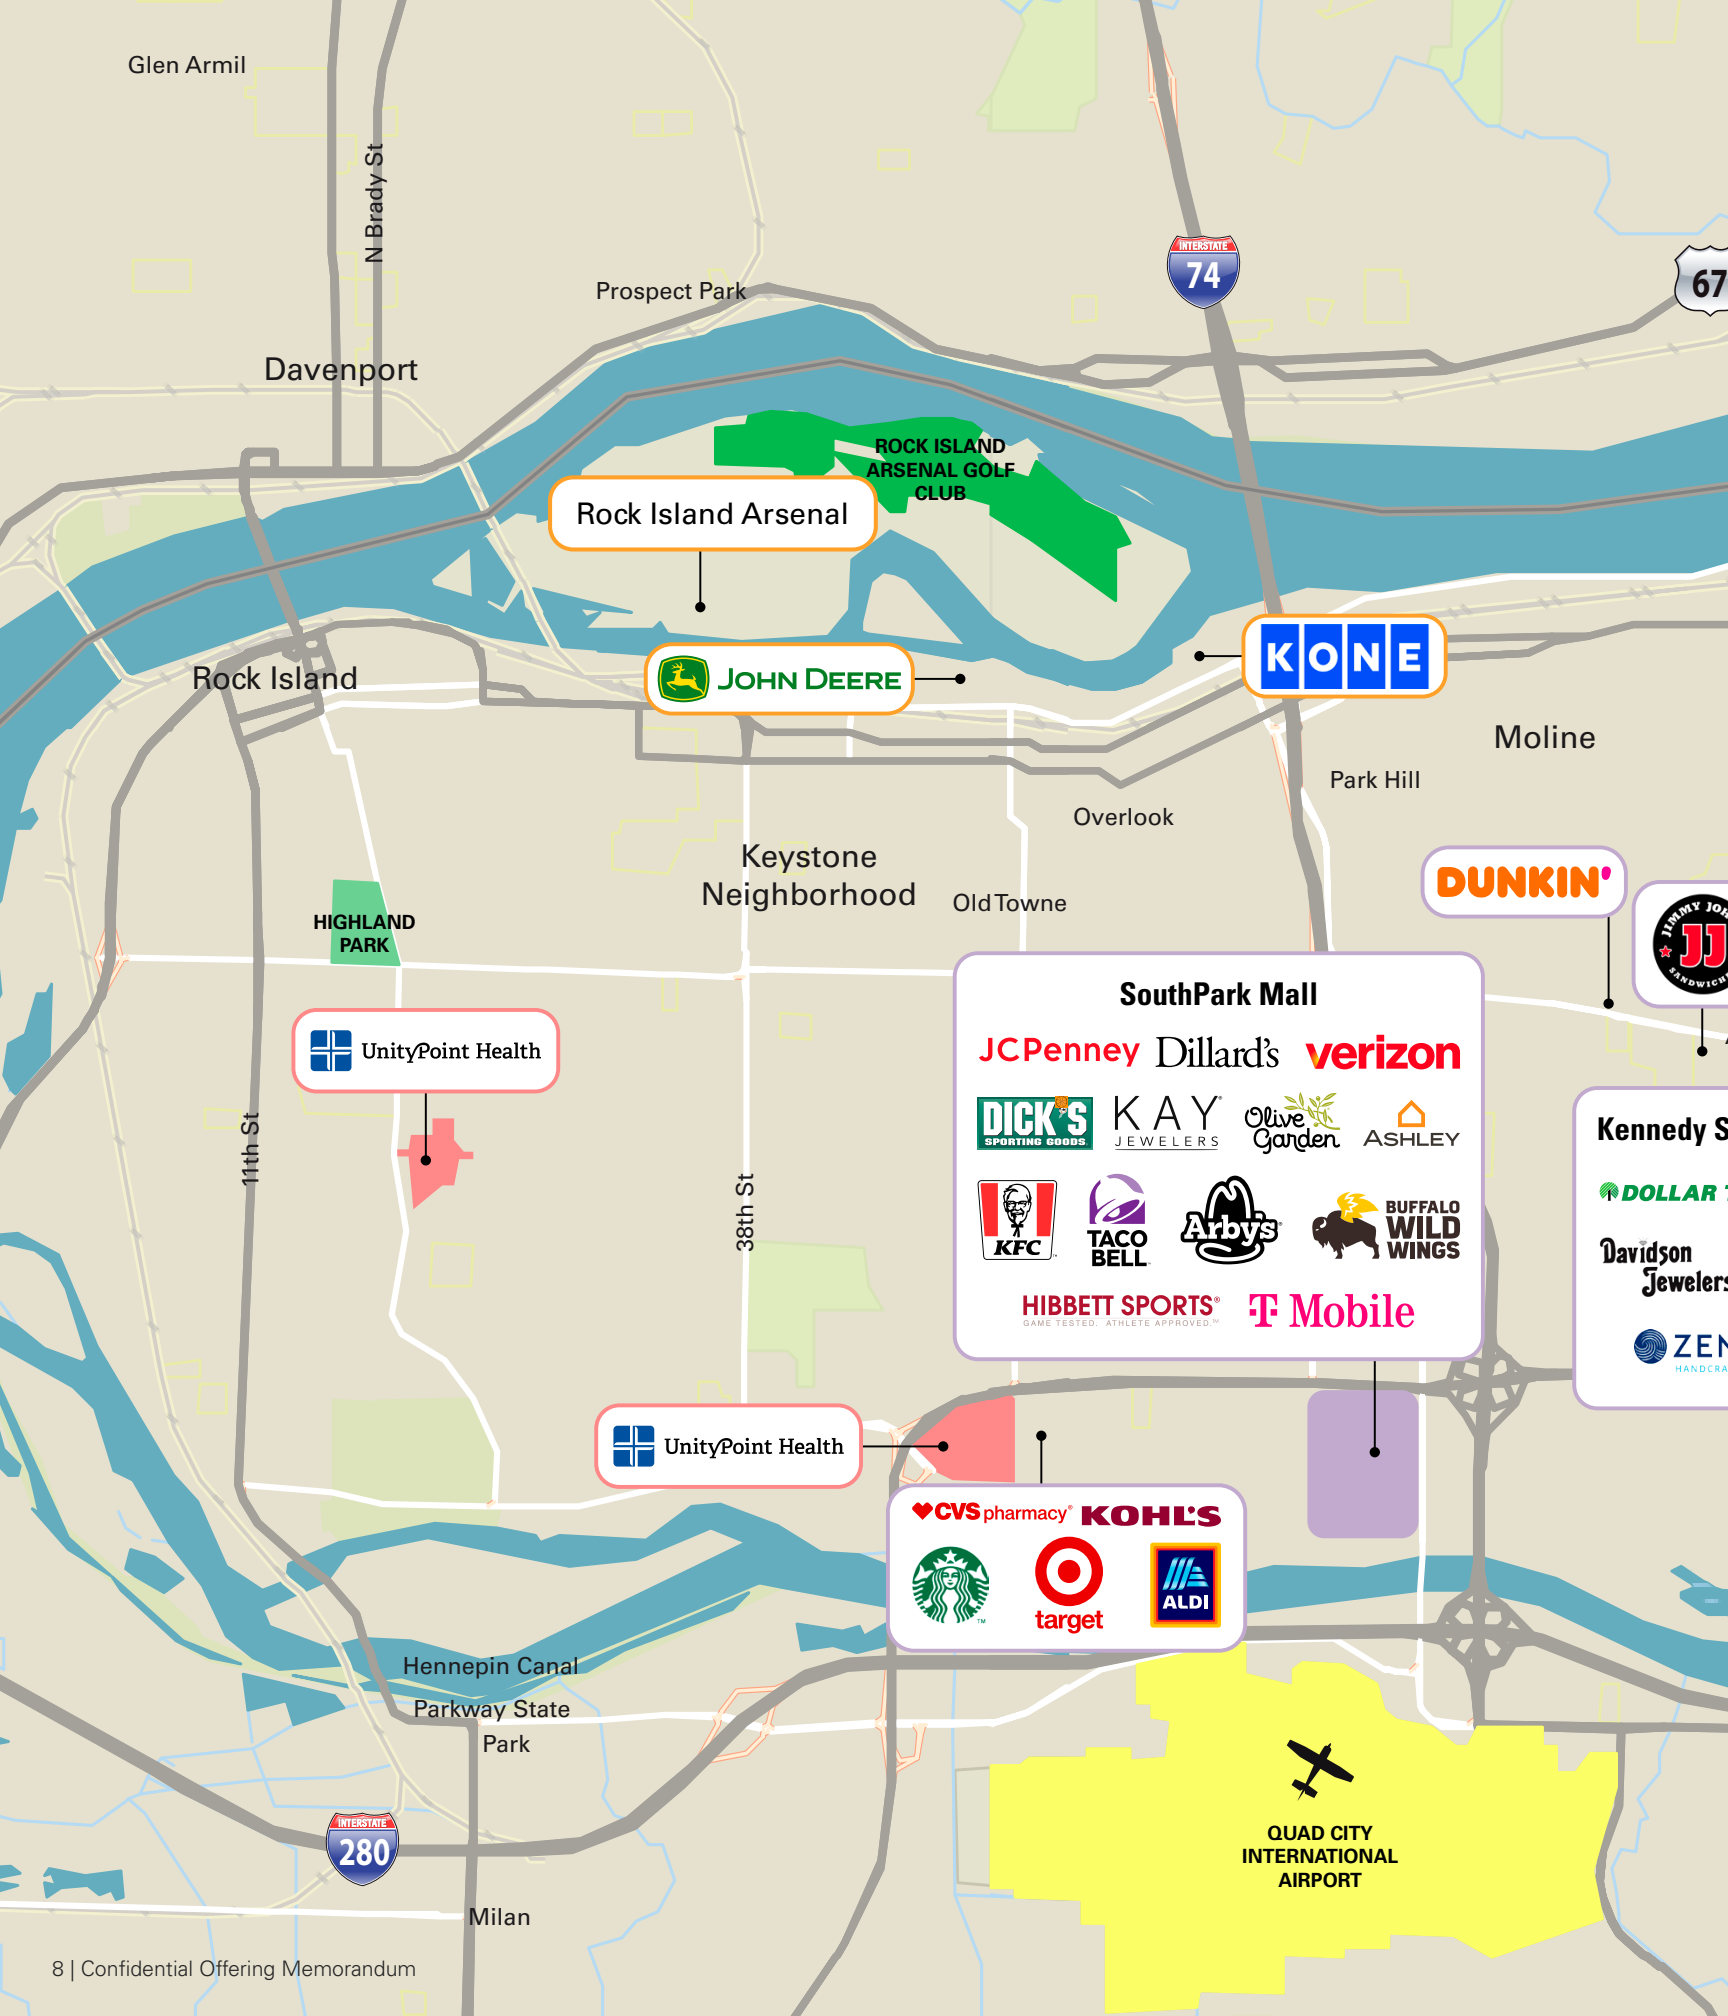 Glen Armil
N Brady St
INTERSTATE
74
67
Prospect Park
Davenport
ROCK ISLAND
ARSENAL GOLF
CLUB
Rock Island Arsenal
JOHN DEERE
KONE
Rock Island
Moline
Park Hill
Overlook
Keystone
Neighborhood
Old Towne
DUNKIN'
JJ
HIGHLAND
PARK
UnityPoint Health
11th St
38th St
SouthPark Mall
JCPenney
Dillard's
verizon
DICK'S
SPORTING GOODS
KAY
JEWELERS
Olive
Garden
ASHLEY
KFC
TACO
BELL
Arby's
BUFFALO
WILD
WINGS
HIBBETT SPORTS®
GAME TESTED. ATHLETE APPROVED.™
T Mobile
Kennedy S
DOLLAR
Davidson
Jewelers
ZEN
HANDCRA
UnityPoint Health
CVS pharmacy®
KOHL'S
target
ALDI
Hennepin Canal
Parkway State
Park
INTERSTATE
280
Milan
QUAD CITY
INTERNATIONAL
AIRPORT
8 | Confidential Offering Memorandum